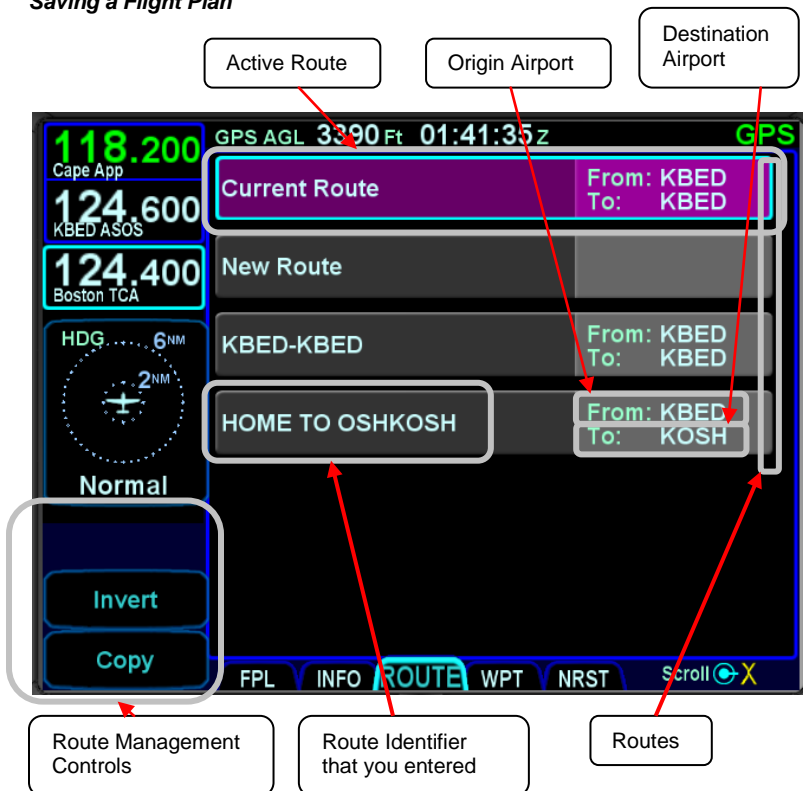 Saving a Flight Plan
Active Route
Origin Airport
Destination
Airport
118.200
Cape App
GPS AGL 3390 Ft 01:41:35 Z
GPS
124.600
KBED ASOS
Current Route
From: KBED
To: KBED
124.400
Boston TCA
New Route
HDG
6NM
2NM
Normal
KBED-KBED
From: KBED
To: KBED
HOME TO OSHKOSH
From: KBED
To: KOSH
Invert
Copy
FPL INFO ROUTE WPT NRST Scroll X
Route Management
Controls
Route Identifier
that you entered
Routes